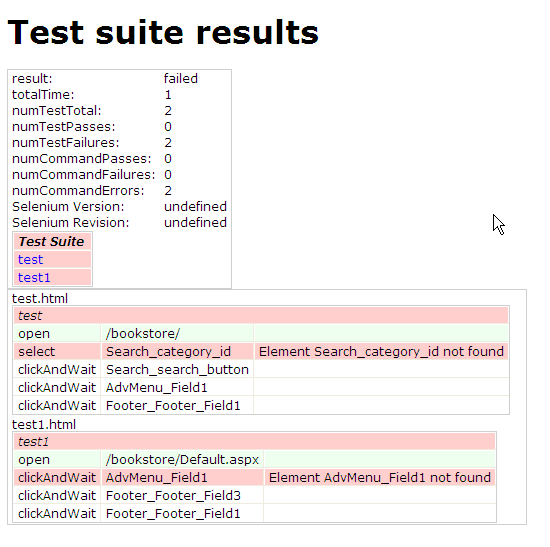 Test suite results
result: failed
totalTime: 1
numTestTotal: 2
numTestPasses: 0
numTestFailures: 2
numCommandPasses: 0
numCommandFailures: 0
numCommandErrors: 2
Selenium Version: undefined
Selenium Revision: undefined
Test Suite
test
test1
test.html
test
open /bookstore/
select Search_category_id Element Search_category_id not found
clickAndWait Search_search_button
clickAndWait AdvMenu_Field1
clickAndWait Footer_Footer_Field1
test1.html
test1
open /bookstore/Default.aspx
clickAndWait AdvMenu_Field1 Element AdvMenu_Field1 not found
clickAndWait Footer_Footer_Field3
clickAndWait Footer_Footer_Field1